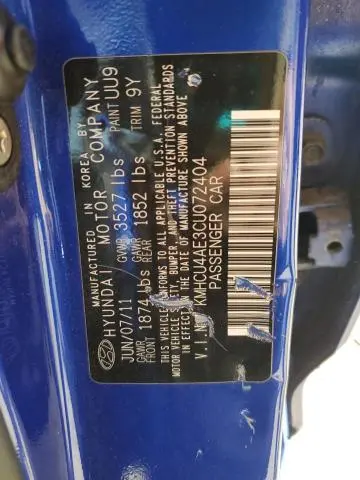 MANUFACTURED IN KOREA BY
HYUNDAI MOTOR COMPANY
JUN/07/11 GVWR 3527 lbs PAINT UU9
GAWR FRONT 1874 lbs GAWR REAR 1852 lbs TRIM 9Y
THIS VEHICLE CONFORMS TO ALL APPLICABLE U.S.A. FEDERAL
MOTOR VEHICLE SAFETY, BUMPER, AND THEFT PREVENTION STANDARDS
IN EFFECT ON THE DATE OF MANUFACTURE SHOWN ABOVE
V.I.N: KMHCU4AE3CU072404
PASSENGER CAR